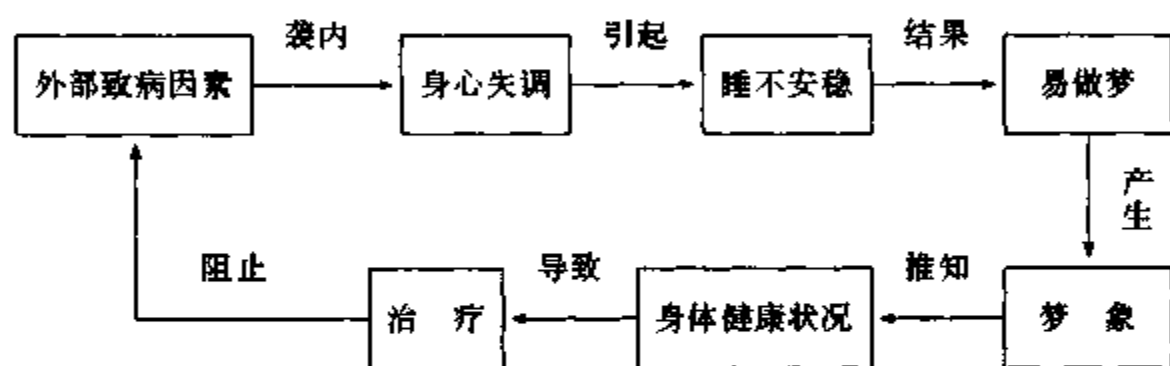 袭内 引起 结果
外部致病因素 身心失调 睡不安稳 易做梦
产生
阻止 导致 推知
治 疗 身体健康状况 梦 象